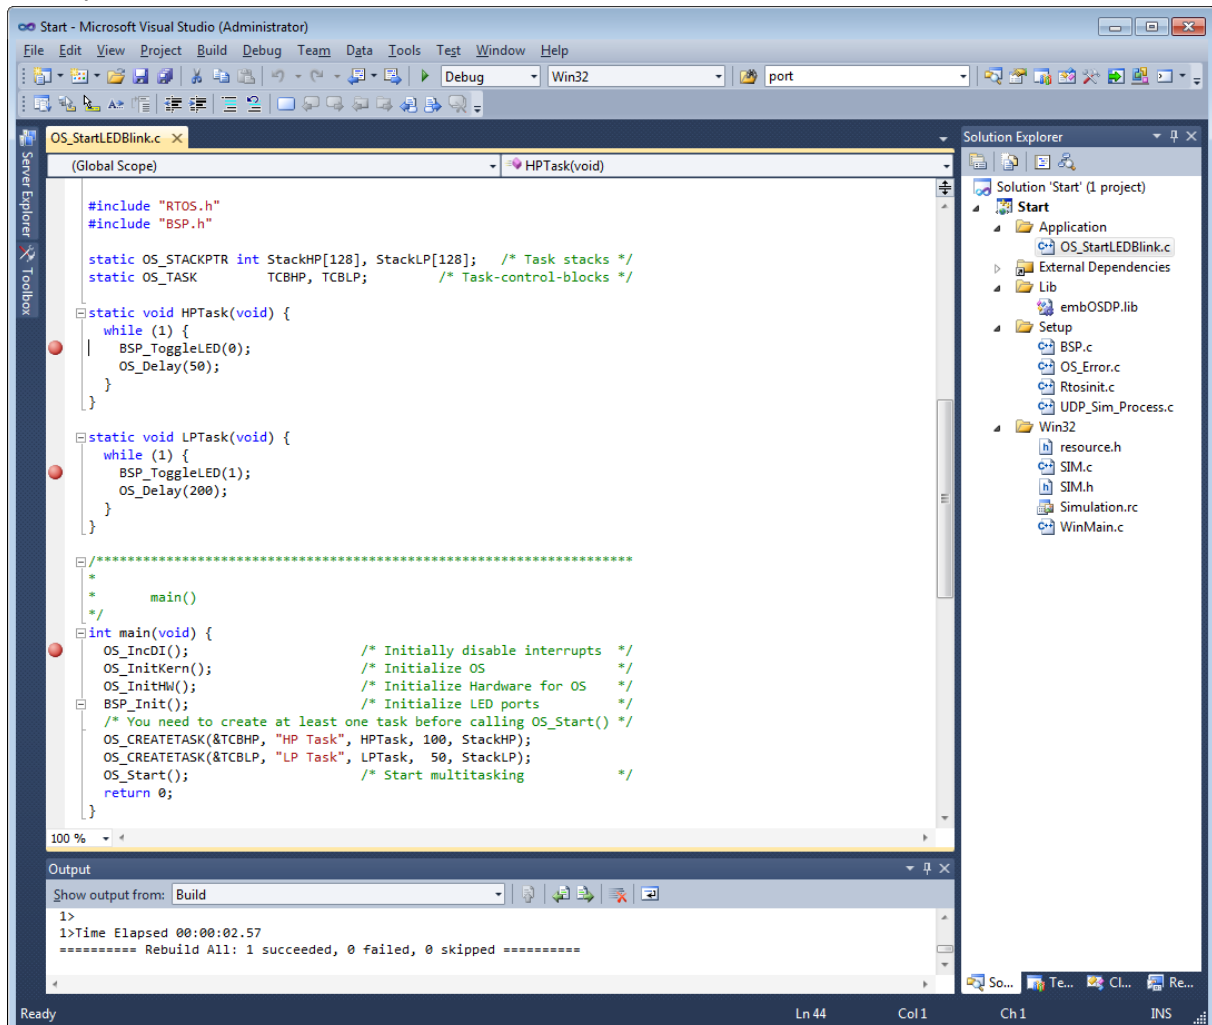 Start - Microsoft Visual Studio (Administrator)
File Edit View Project Build Debug Team Data Tools Test Window Help
Debug Win32 port
Server Explorer
Toolbox
OS_StartLEDBlink.c
(Global Scope) HPTask(void)
#include "RTOS.h"
#include "BSP.h"
static OS_STACKPTR int StackHP[128], StackLP[128];   /* Task stacks */
static OS_TASK         TCBHP, TCBLP;         /* Task-control-blocks */
static void HPTask(void) {
  while (1) {
    BSP_ToggleLED(0);
    OS_Delay(50);
  }
}
static void LPTask(void) {
  while (1) {
    BSP_ToggleLED(1);
    OS_Delay(200);
  }
}
/*********************************************************************
*
*       main()
*/
int main(void) {
  OS_IncDI();                      /* Initially disable interrupts  */
  OS_InitKern();                   /* Initialize OS                 */
  OS_InitHW();                     /* Initialize Hardware for OS    */
  BSP_Init();                      /* Initialize LED ports          */
  /* You need to create at least one task before calling OS_Start() */
  OS_CREATETASK(&TCBHP, "HP Task", HPTask, 100, StackHP);
  OS_CREATETASK(&TCBLP, "LP Task", LPTask,  50, StackLP);
  OS_Start();                      /* Start multitasking            */
  return 0;
}
100 %
Output
Show output from: Build
1>
1>Time Elapsed 00:00:02.57
========== Rebuild All: 1 succeeded, 0 failed, 0 skipped ==========
Solution Explorer
Solution 'Start' (1 project)
Start
Application
OS_StartLEDBlink.c
External Dependencies
Lib
embOSDP.lib
Setup
BSP.c
OS_Error.c
Rtosinit.c
UDP_Sim_Process.c
Win32
resource.h
SIM.c
SIM.h
Simulation.rc
WinMain.c
So... Te... Cl... Re...
Ready Ln 44 Col 1 Ch 1 INS